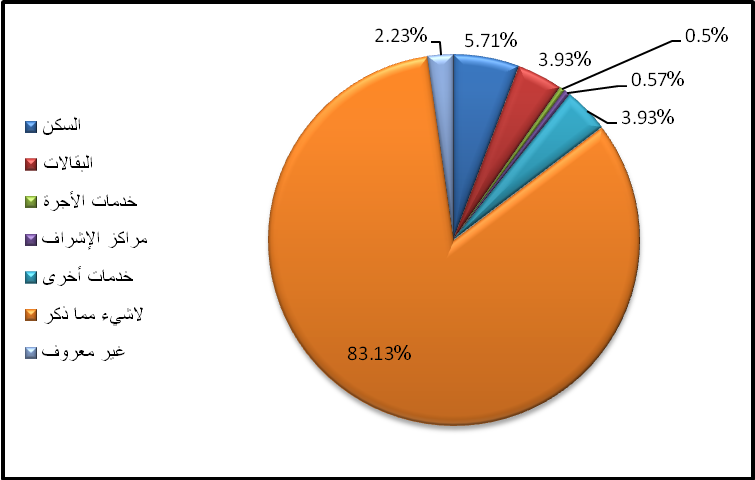 2.23%
5.71%
3.93%
0.5%
0.57%
3.93%
83.13%
السكن
البقالات
خدمات الأجرة
مراكز الإشراف
خدمات أخرى
لاشيء مما ذكر
غير معروف